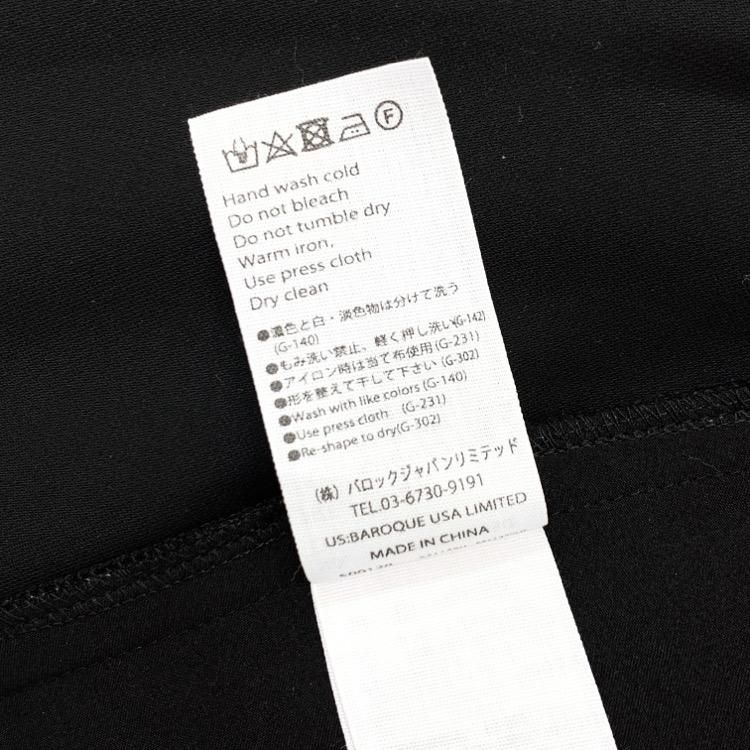 F
Hand wash cold
Do not bleach
Do not tumble dry
Warm iron,
Use press cloth
Dry clean
●濃色と白・淡色物は分けて洗う
(G-140)
●もみ洗い禁止、軽く押し洗い(G-142)
●アイロン時は当て布使用(G-231)
●形を整えて干して下さい(G-302)
●Wash with like colors(G-140)
●Use press cloth (G-231)
●Re-shape to dry(G-302)
(株)バロックジャパンリミテッド
TEL.03-6730-9191
US:BAROQUE USA LIMITED
MADE IN CHINA